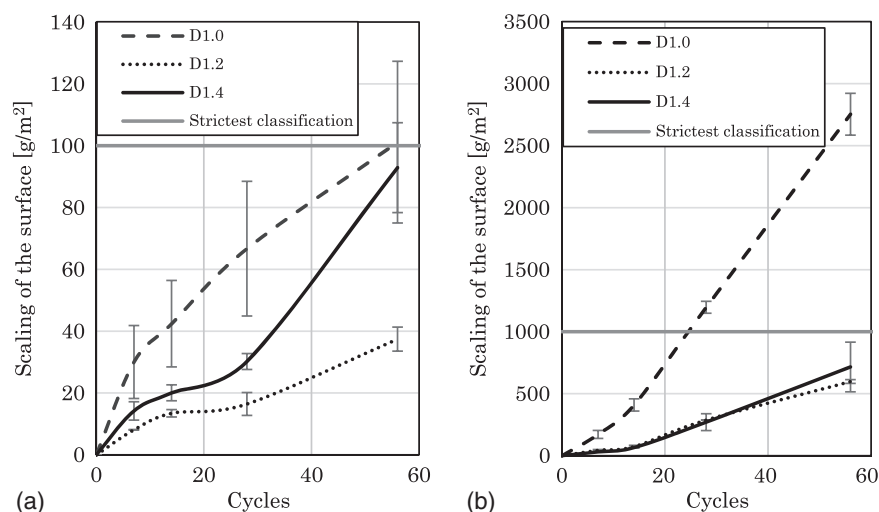 140
120
100
80
60
40
20
0
Scaling of the surface [g/m²]
D1.0
D1.2
D1.4
Strictest classification
0
20
40
60
Cycles
(a)
3500
3000
2500
2000
1500
1000
500
0
Scaling of the surface [g/m²]
D1.0
D1.2
D1.4
Strictest classification
0
20
40
60
Cycles
(b)